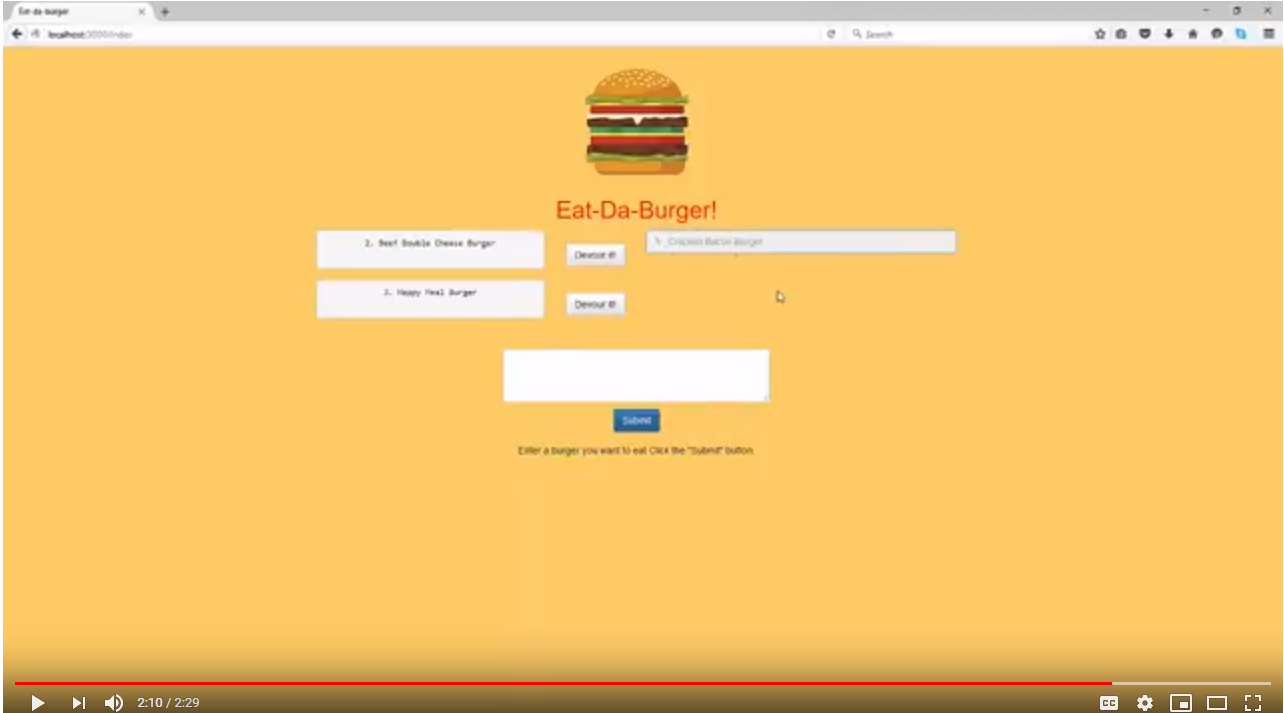 Eat-da-burger
localhost:3000/index
Search
Eat-Da-Burger!
2. Beef Double Cheese Burger
Devour it!
Bacon Burger
3. Happy Meal Burger
Devour it!
Submit
Enter a burger you want to eat Click the "Submit" button.
2:10 / 2:29
CC